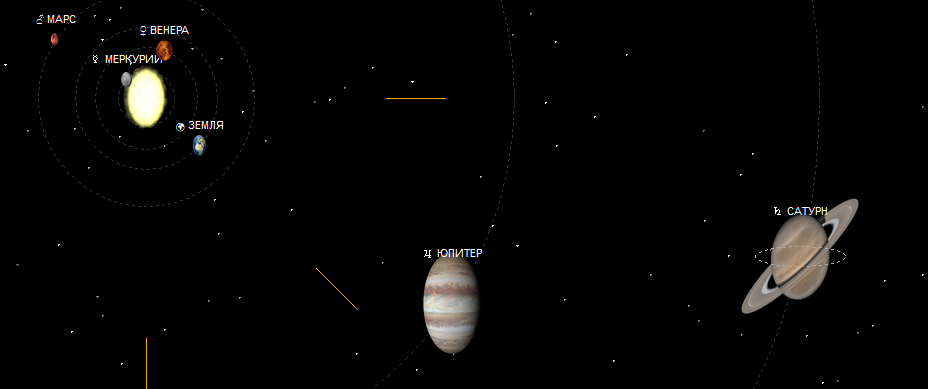 ♂ МАРС
♀ ВЕНЕРА
☿ МЕРКУРИЙ
ЗЕМЛЯ
♄ САТУРН
♃ ЮПИТЕР